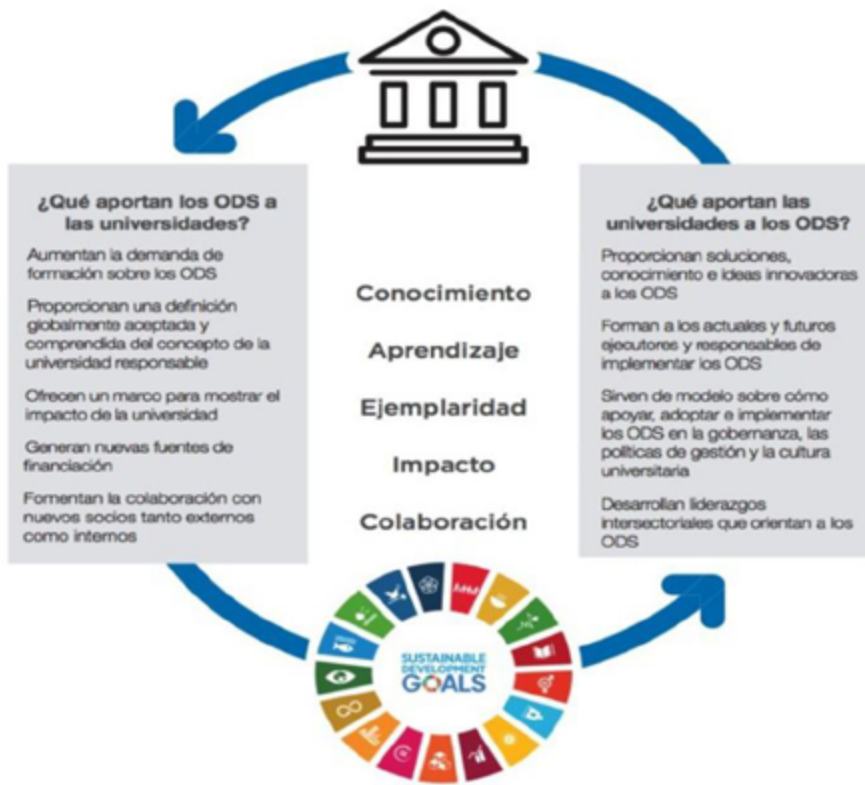 ¿Qué aportan los ODS a
las universidades?
Aumentan la demanda de
formación sobre los ODS
Proporcionan una definición
globalmente aceptada y
comprendida del concepto de la
universidad responsable
Ofrecen un marco para mostrar el
impacto de la universidad
Generan nuevas fuentes de
financiación
Fomentan la colaboración con
nuevos socios tanto externos
como internos
Conocimiento
Aprendizaje
Ejemplaridad
Impacto
Colaboración
¿Qué aportan las
universidades a los ODS?
Proporcionan soluciones,
conocimiento e ideas innovadoras
a los ODS
Forman a los actuales y futuros
ejecutores y responsables de
implementar los ODS
Sirven de modelo sobre cómo
apoyar, adoptar e implementar
los ODS en la gobernanza, las
políticas de gestión y la cultura
universitaria
Desarrollan liderazgos
intersectoriales que orientan a los
ODS
SUSTAINABLE
DEVELOPMENT
GOALS